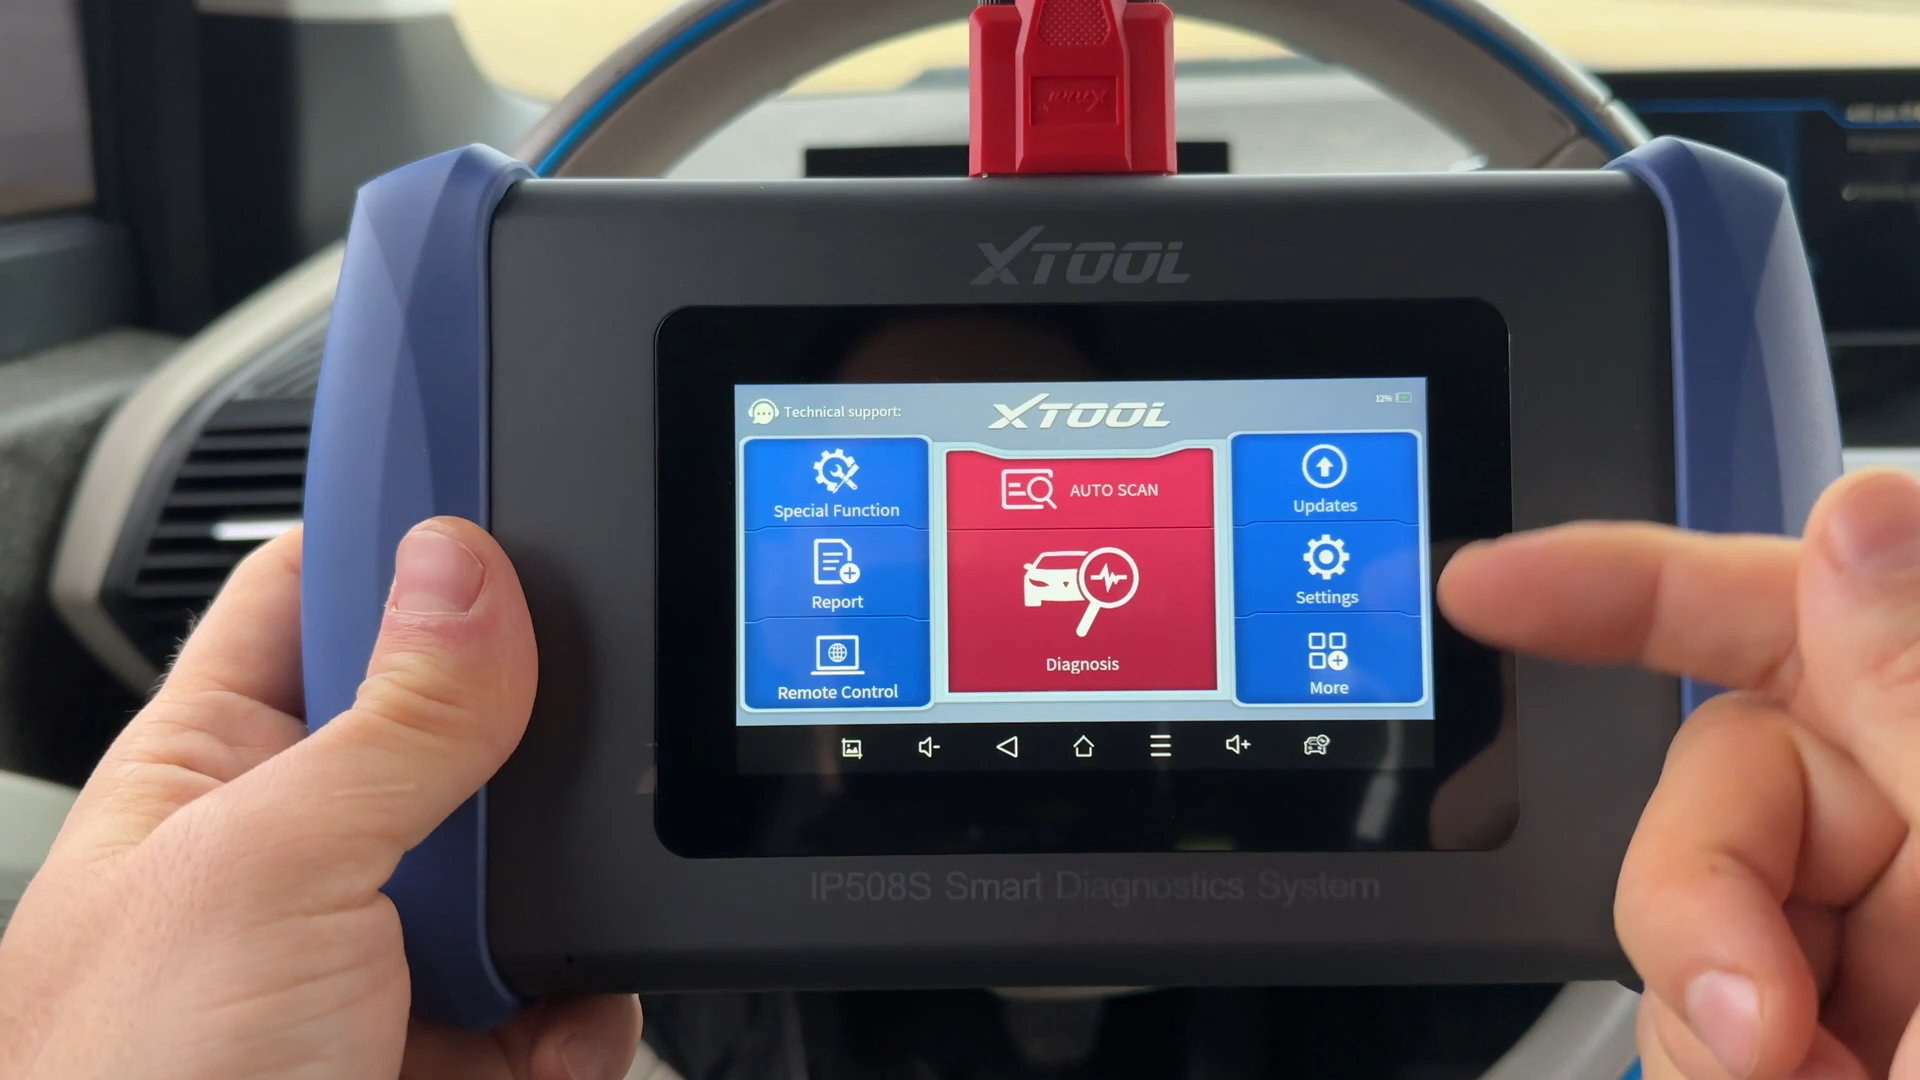 XTOOL
Technical support:
XTOOL
12%
Special Function
AUTO SCAN
Updates
Report
Settings
Remote Control
Diagnosis
More
IP508S Smart Diagnostics System